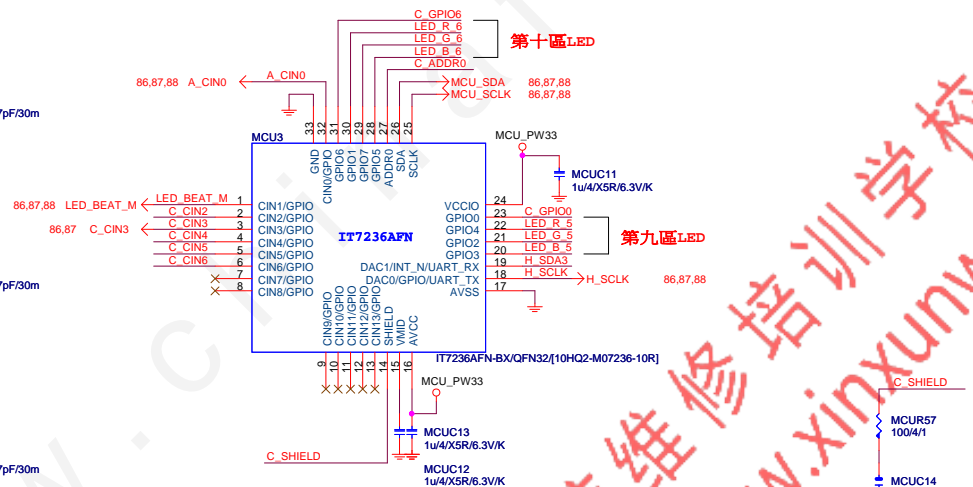 C_GPIO6
LED_R_6
LED_G_6
LED_B_6
第十區LED
C_ADDR0
86,87,88 A_CIN0
A_CIN0
MCU_SDA 86,87,88
MCU_SCLK 86,87,88
7pF/30m
33 32 31 30 29 28 27 26 25
MCU3
GND
CIN0/GPIO
GPIO6
GPIO1
GPIO7
GPIO5
ADDR0
SDA
SCLK
MCU_PW33
MCUC11
1u/4/X5R/6.3V/K
86,87,88 LED_BEAT_M
LED_BEAT_M 1 CIN1/GPIO
C_CIN2 2 CIN2/GPIO
86,87 C_CIN3
C_CIN3 3 CIN3/GPIO
C_CIN4 4 CIN4/GPIO
C_CIN5 5 CIN5/GPIO
C_CIN6 6 CIN6/GPIO
7 CIN7/GPIO
8 CIN8/GPIO
IT7236AFN
VCCIO 24
GPIO0 23 C_GPIO0
GPIO4 22 LED_R_5
GPIO2 21 LED_G_5
GPIO3 20 LED_B_5
第九區LED
DAC1/INT_N/UART_RX 19 H_SDA3
DAC0/GPIO/UART_TX 18 H_SCLK
H_SCLK 86,87,88
AVSS 17
7pF/30m
CIN9/GPIO
CIN10/GPIO
CIN11/GPIO
CIN12/GPIO
CIN13/GPIO
SHIELD
VMID
AVCC
9 10 11 12 13 14 15 16
IT7236AFN-BX/QFN32/[10HQ2-M07236-10R]
MCU_PW33
MCUC13
1u/4/X5R/6.3V/K
C_SHIELD
MCUC12
1u/4/X5R/6.3V/K
7pF/30m
C_SHIELD
MCUR57
100/4/1
MCUC14
維修培训学校
w.xinxunw